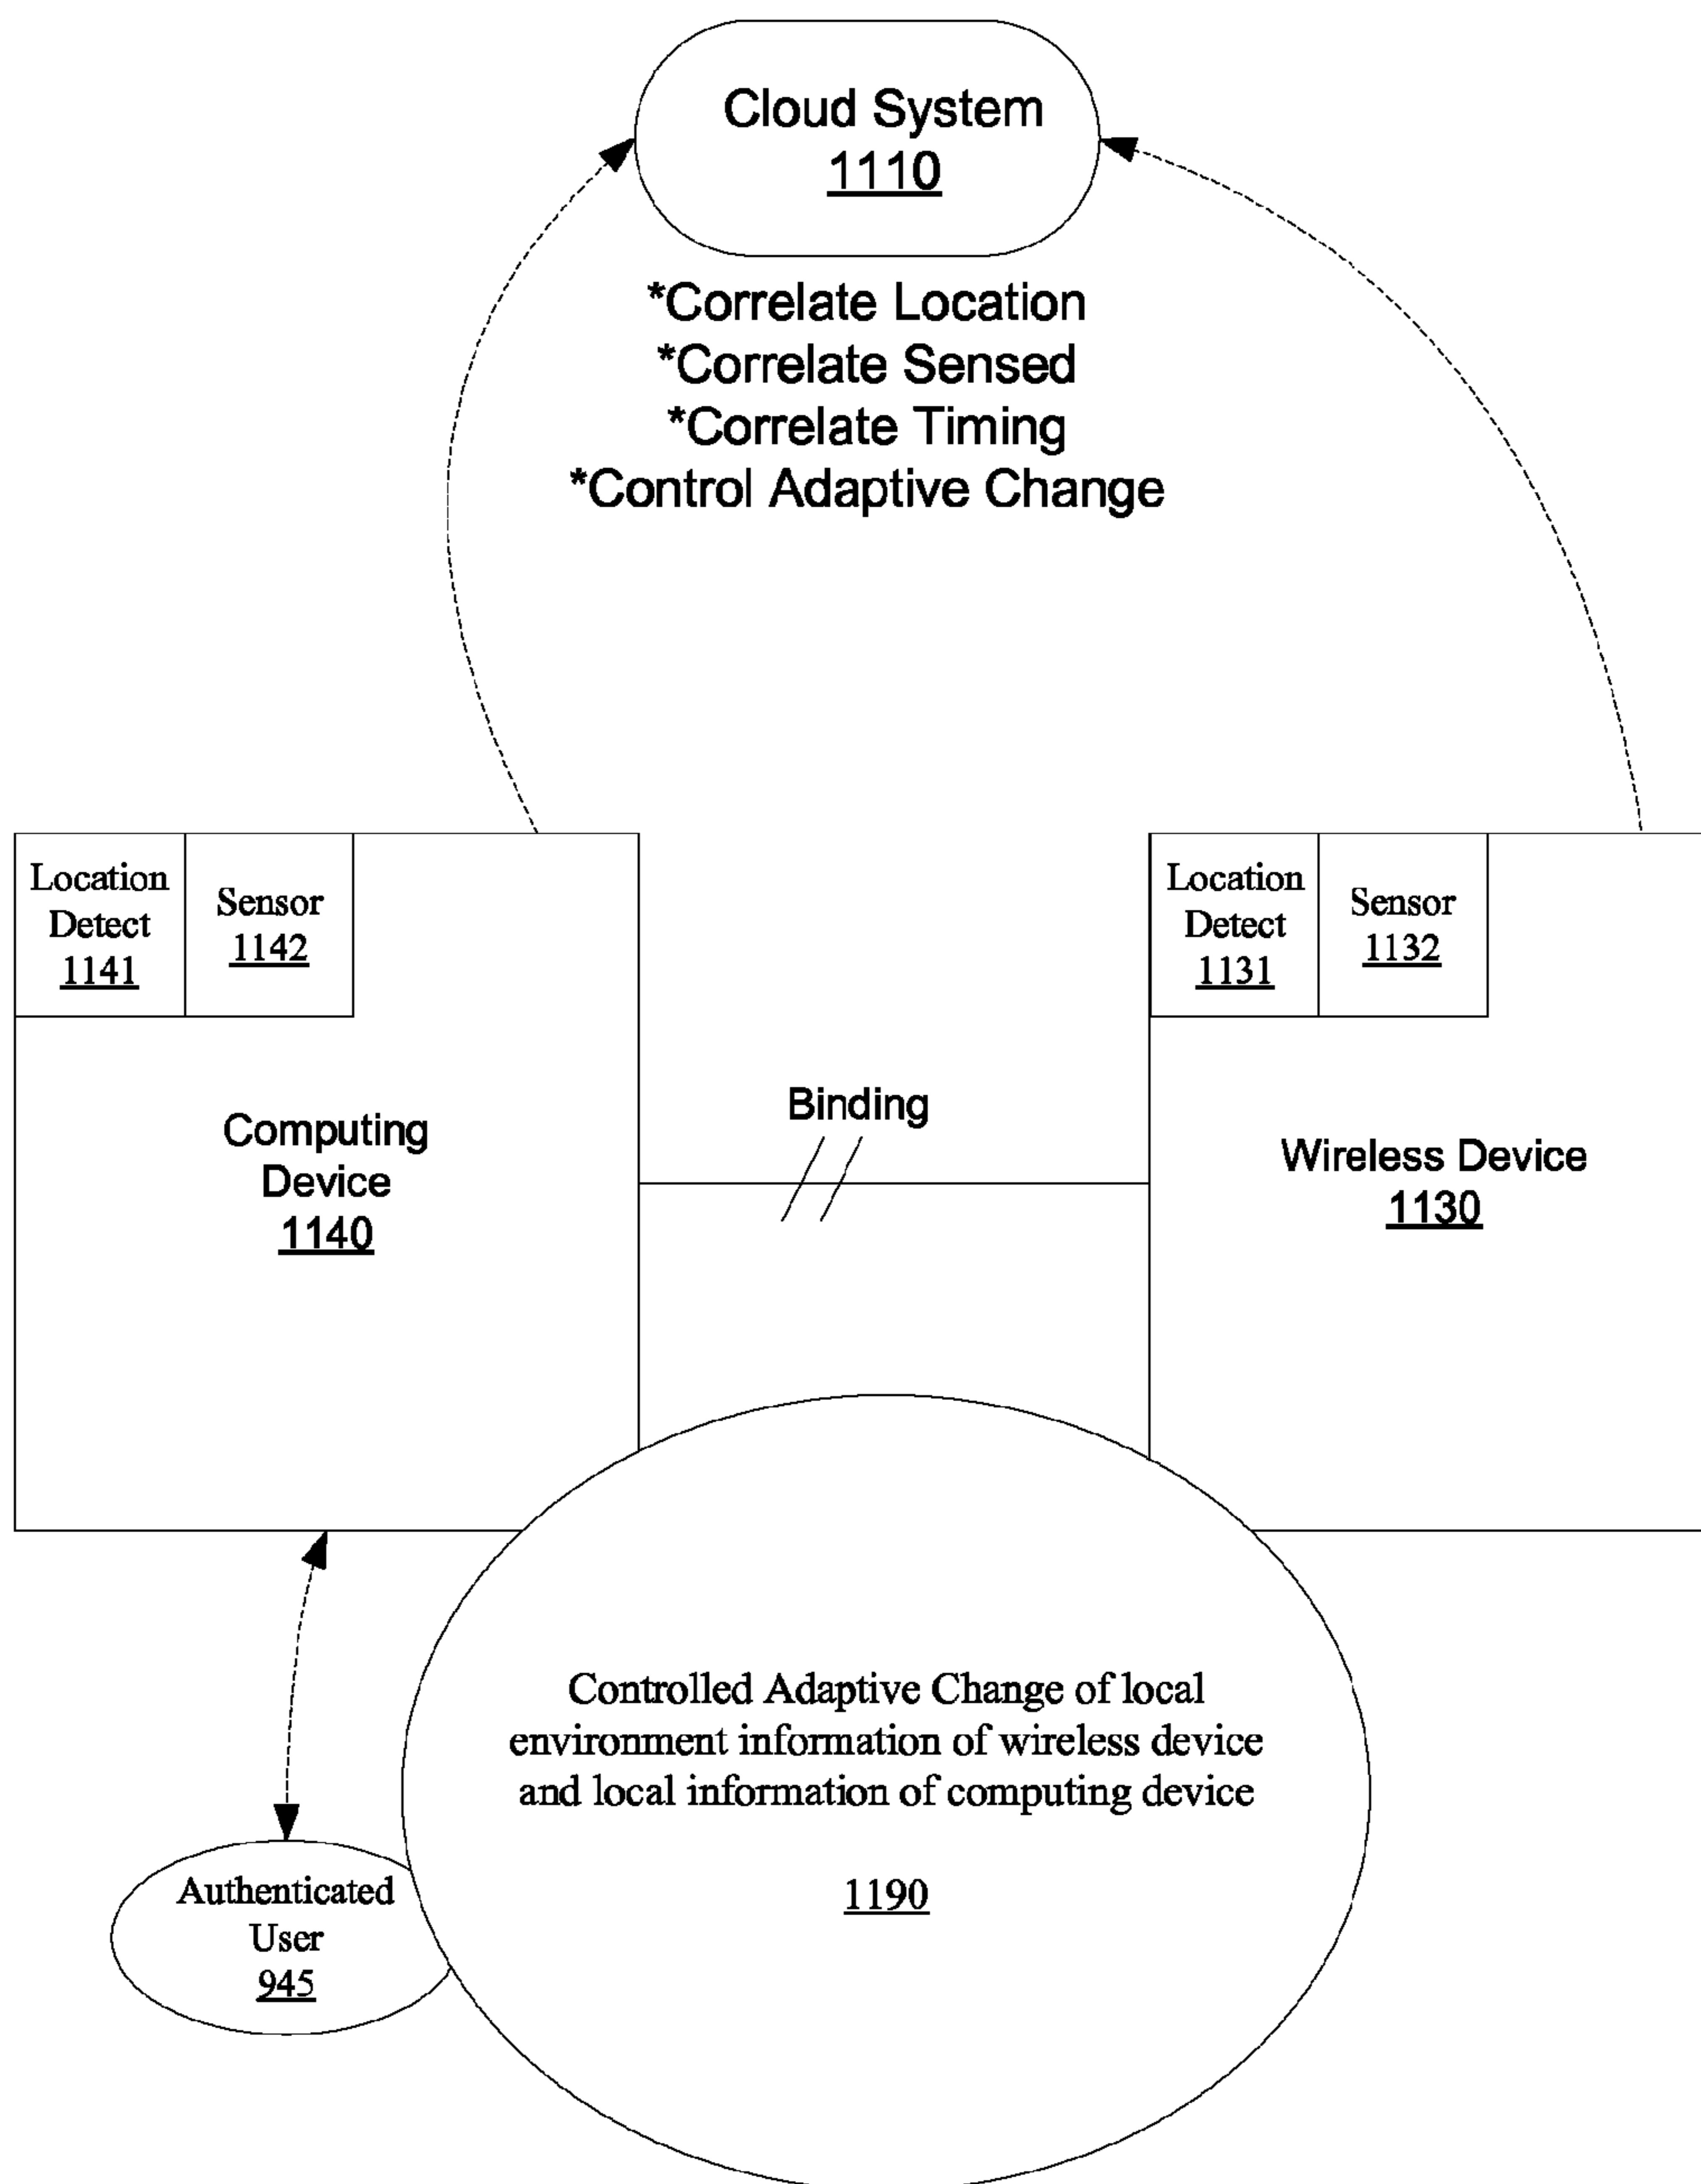 Cloud System
1110
*Correlate Location
*Correlate Sensed
*Correlate Timing
*Control Adaptive Change
Location
Detect
1141
Sensor
1142
Location
Detect
1131
Sensor
1132
Computing
Device
1140
Binding
Wireless Device
1130
Controlled Adaptive Change of local
environment information of wireless device
and local information of computing device
1190
Authenticated
User
945